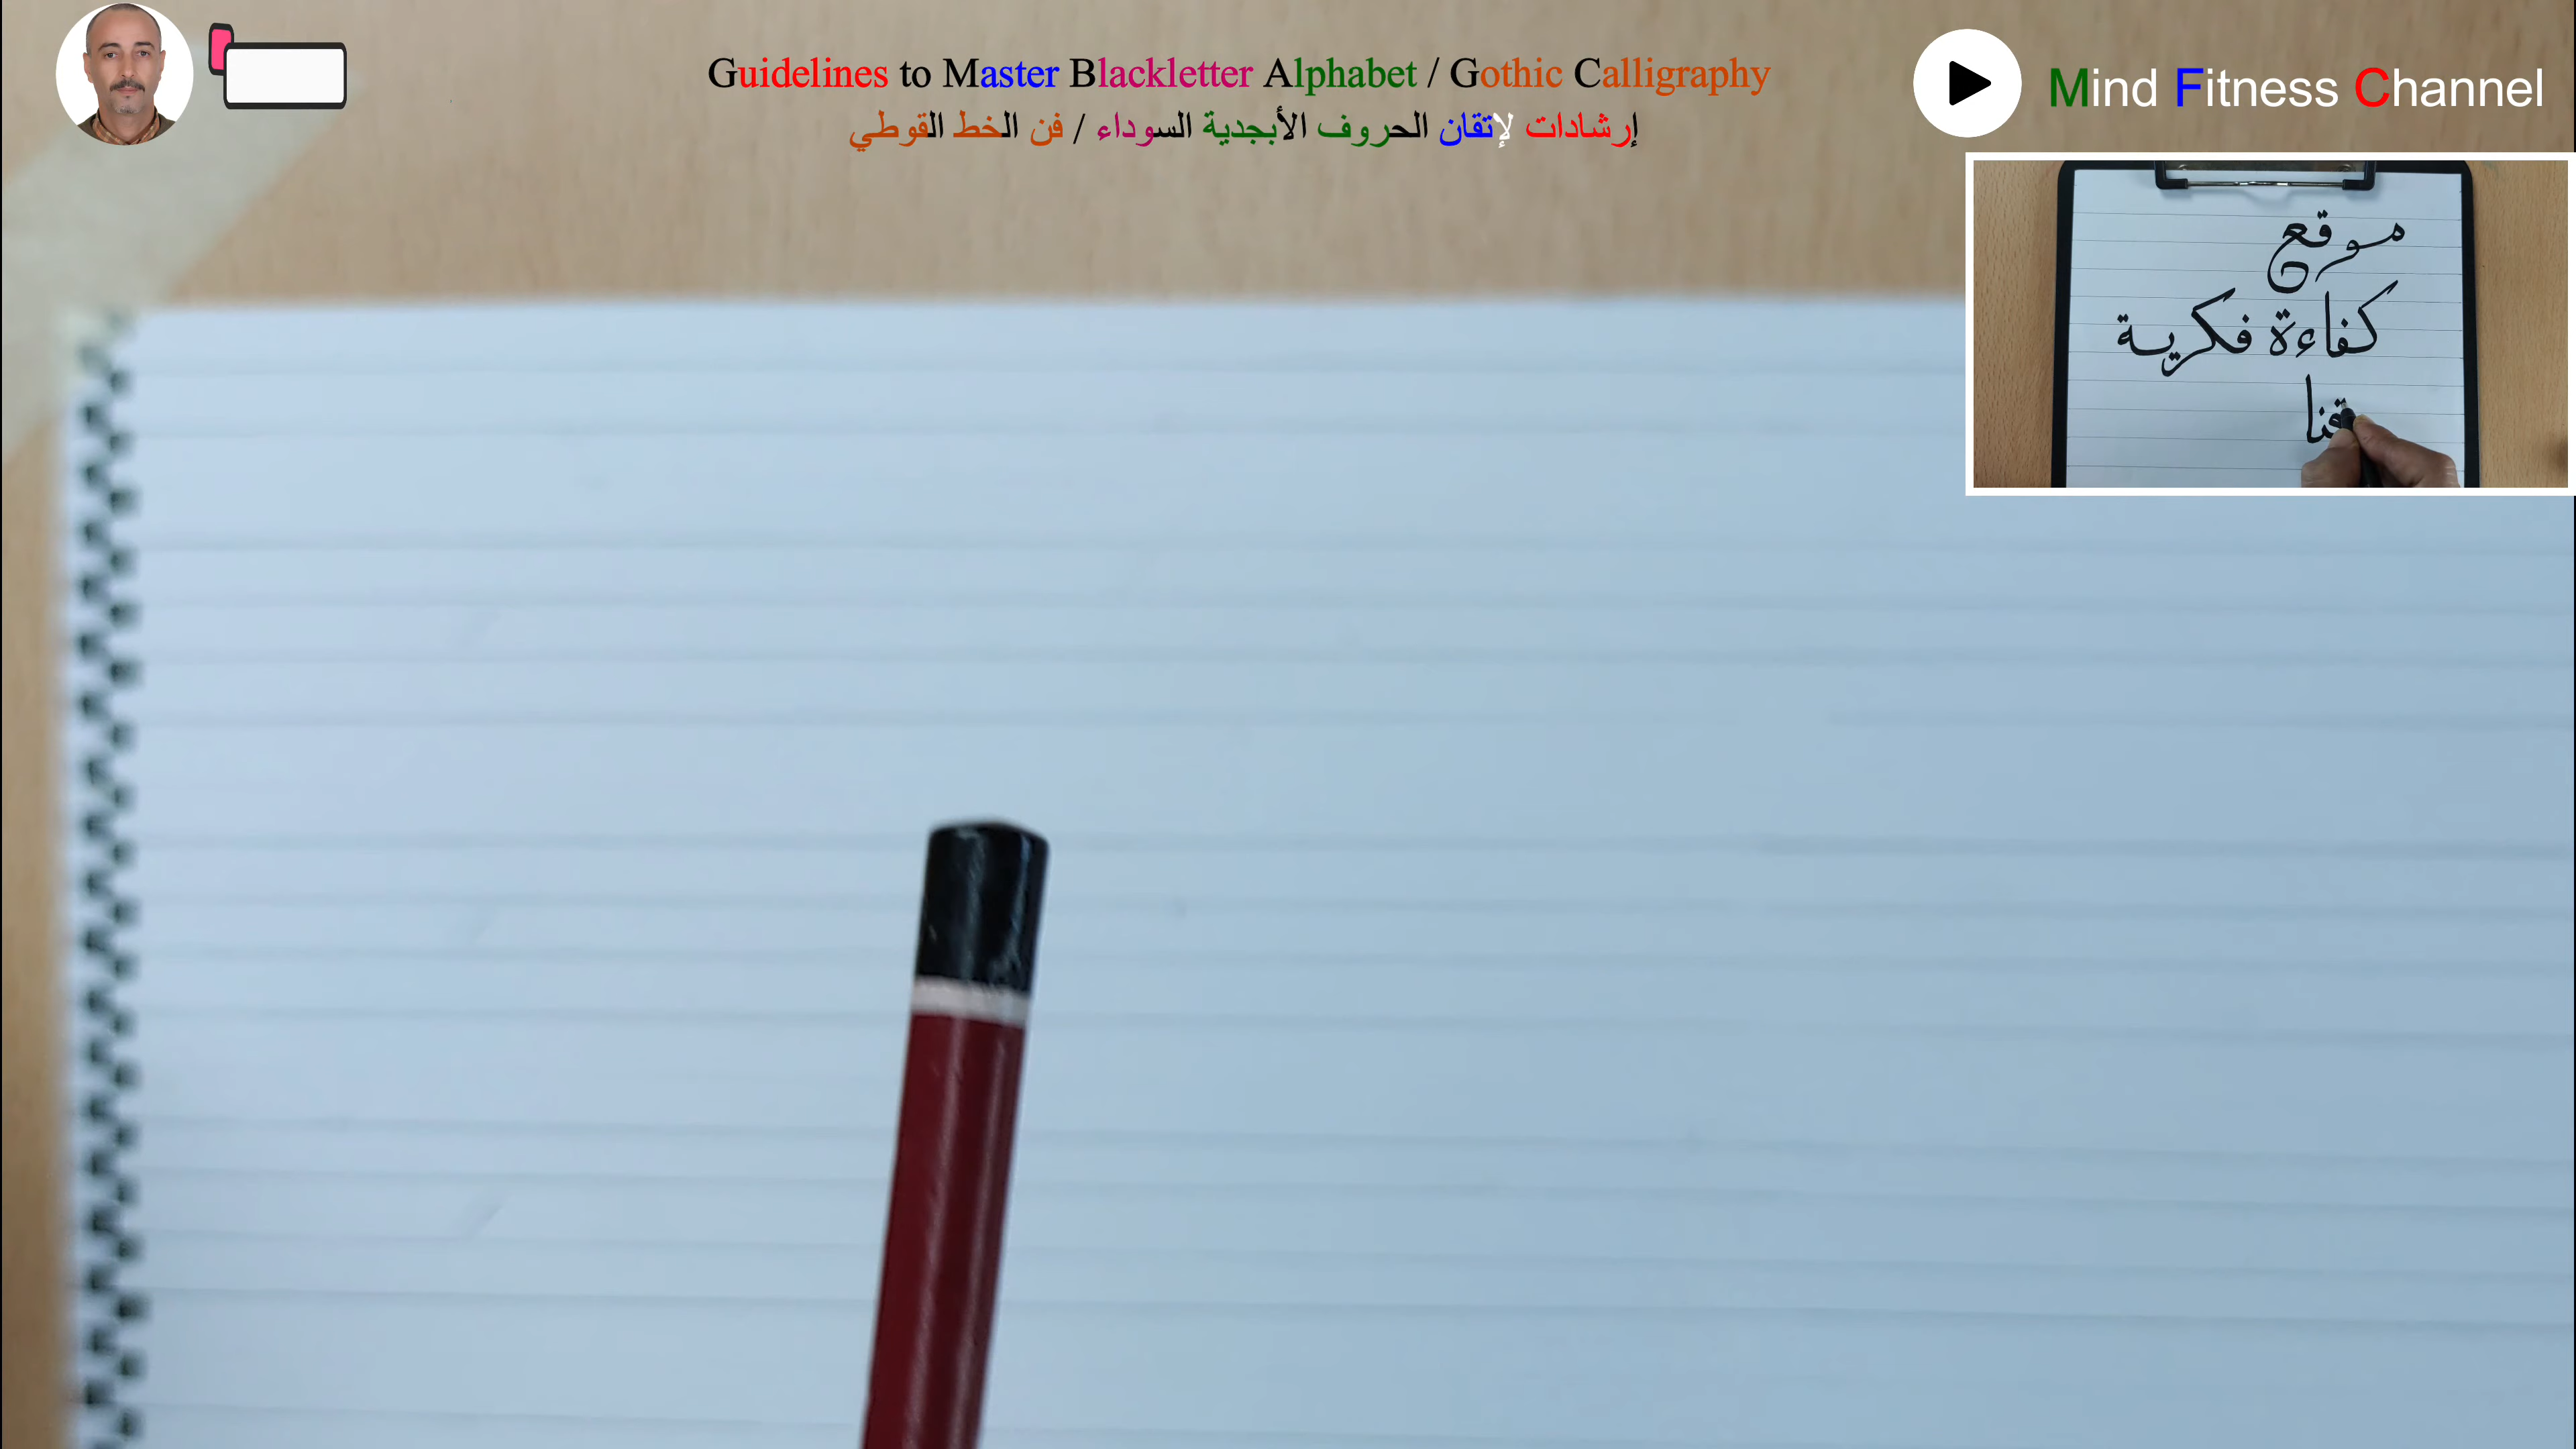 Guidelines to Master Blackletter Alphabet / Gothic Calligraphy
إرشادات لإتقان الحروف الأبجدية السوداء / فن الخط القوطي
Mind Fitness Channel
موقع
كفاءة فكرية